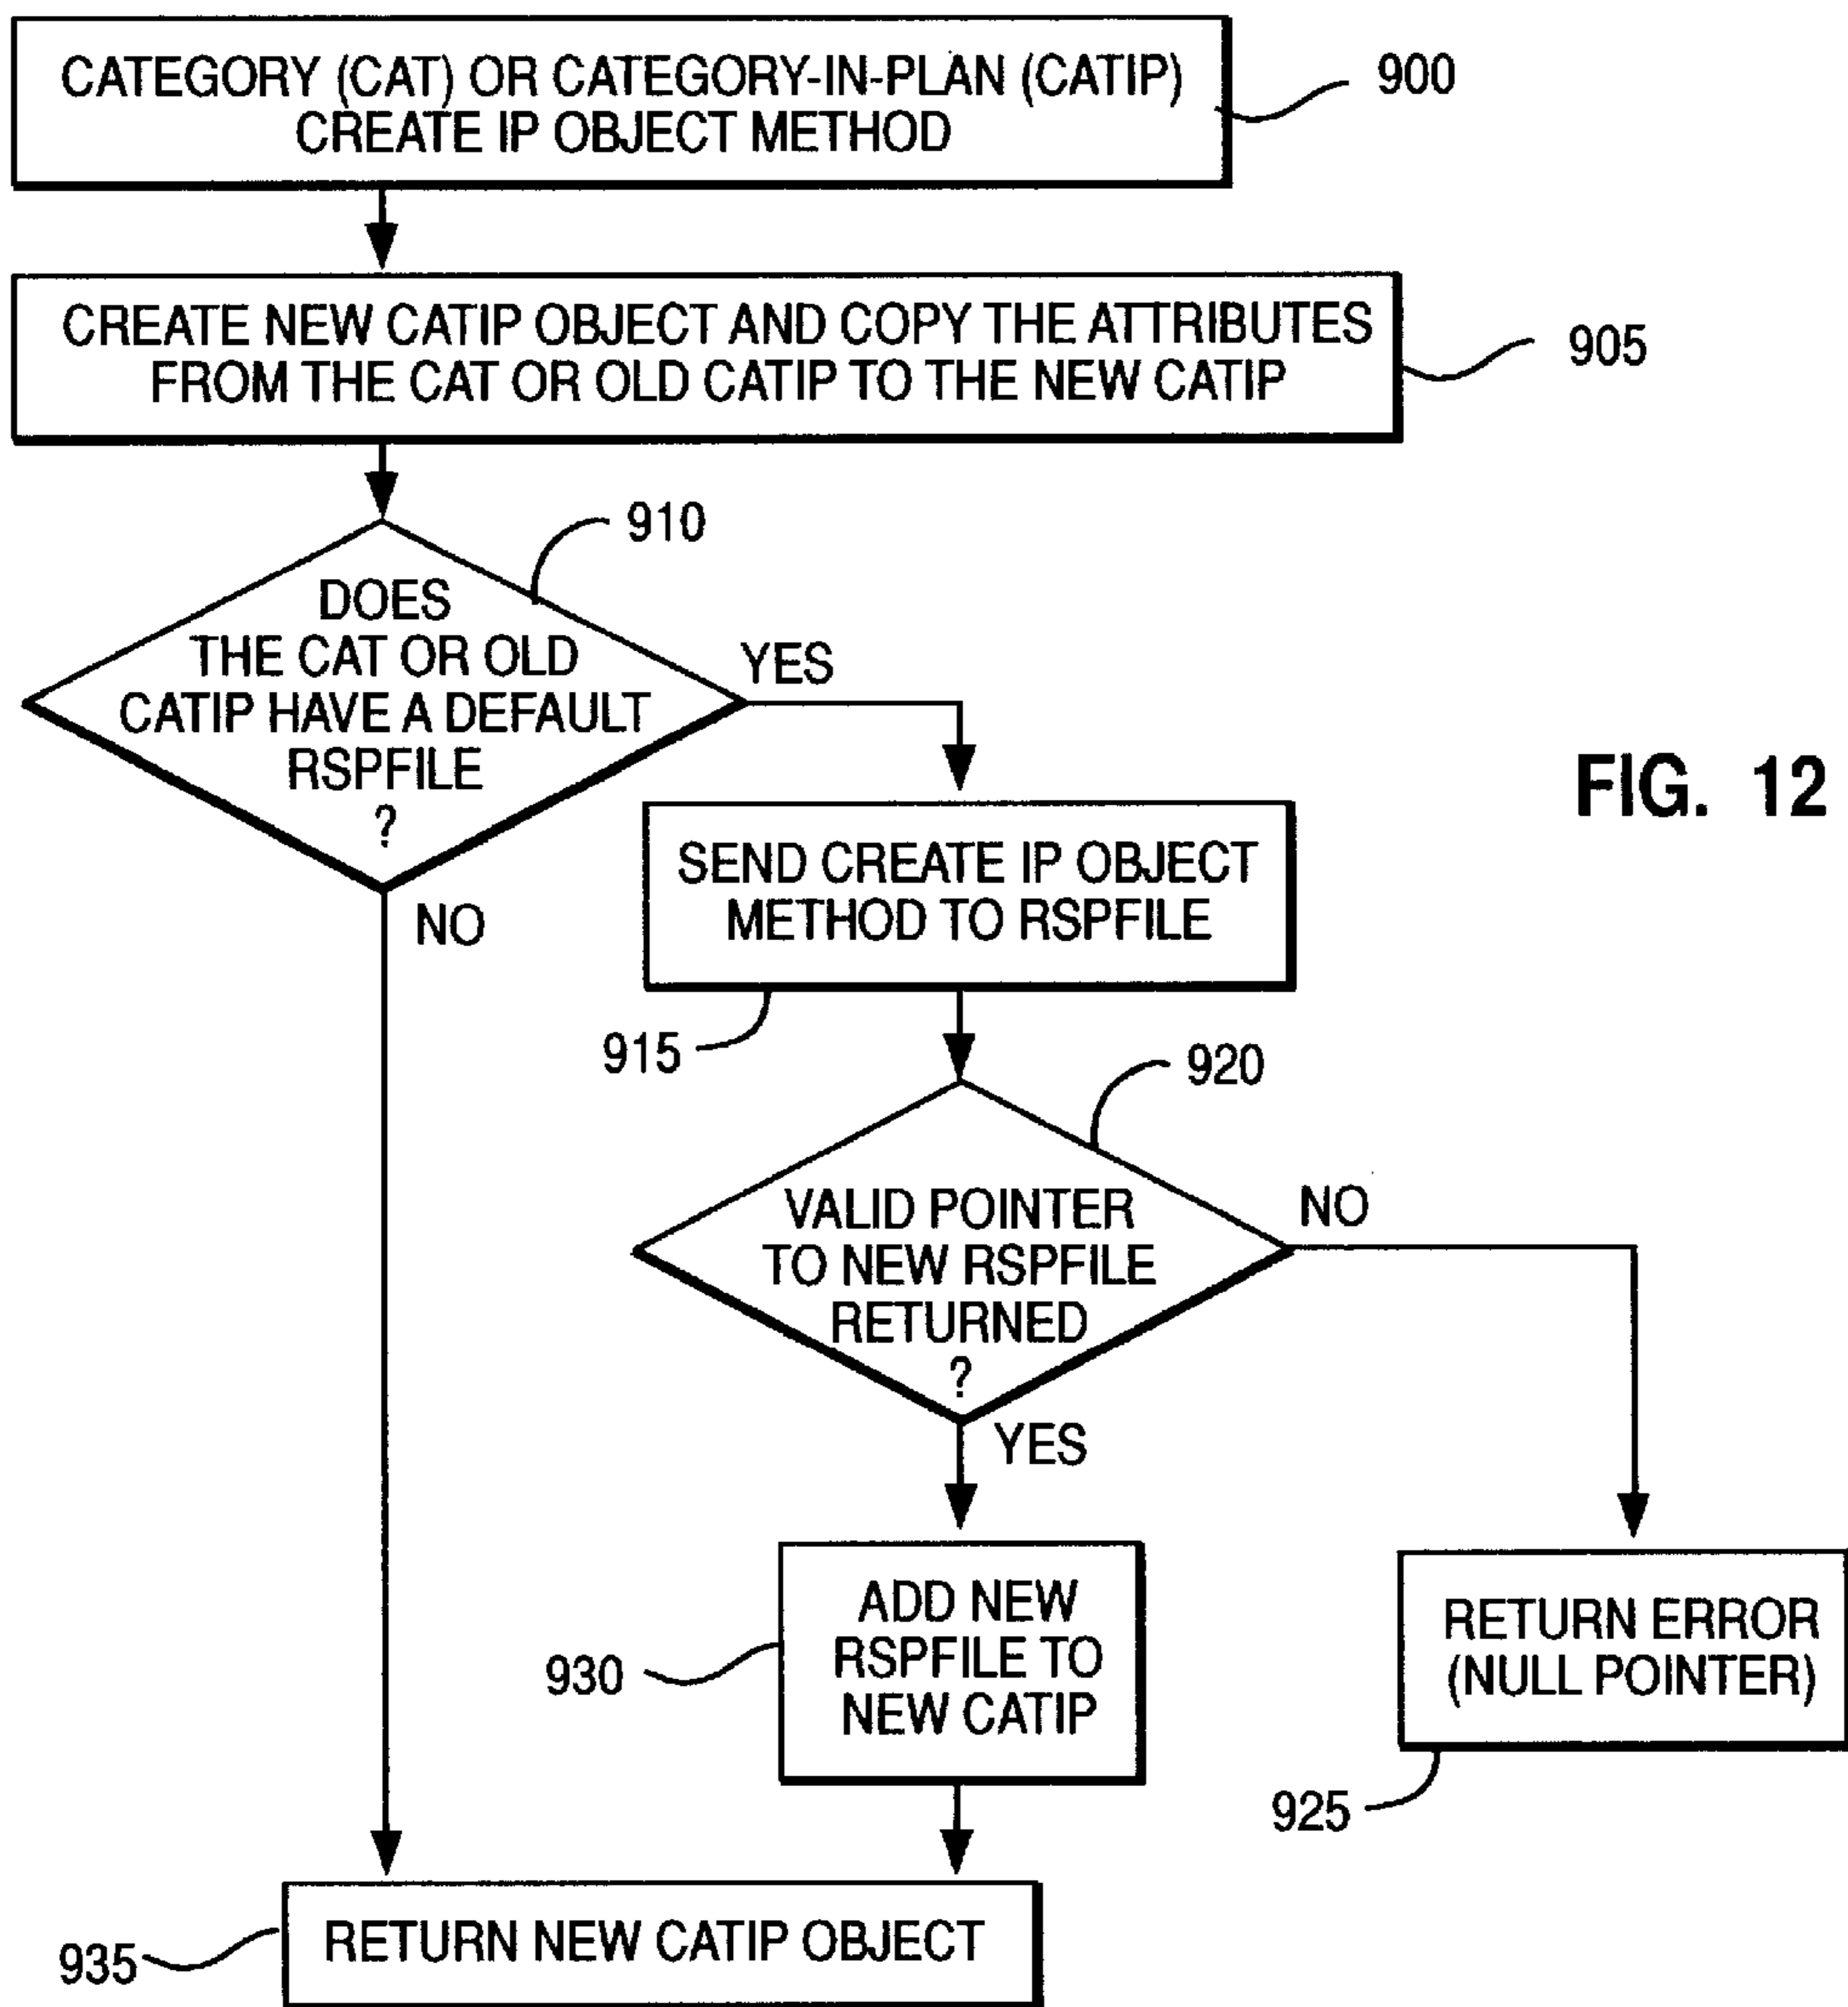 CATEGORY (CAT) OR CATEGORY-IN-PLAN (CATIP)
CREATE IP OBJECT METHOD
900
CREATE NEW CATIP OBJECT AND COPY THE ATTRIBUTES
FROM THE CAT OR OLD CATIP TO THE NEW CATIP
905
910
DOES
THE CAT OR OLD
CATIP HAVE A DEFAULT
RSPFILE
?
YES
NO
FIG. 12
SEND CREATE IP OBJECT
METHOD TO RSPFILE
915
920
VALID POINTER
TO NEW RSPFILE
RETURNED
?
NO
YES
ADD NEW
RSPFILE TO
NEW CATIP
930
RETURN ERROR
(NULL POINTER)
925
RETURN NEW CATIP OBJECT
935